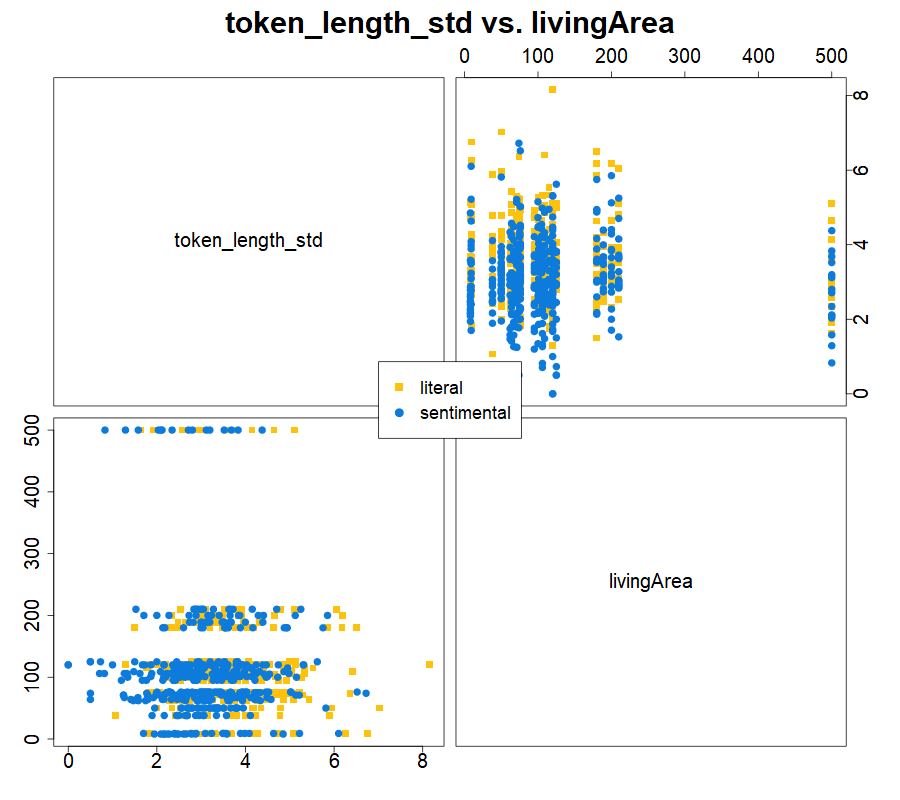 token_length_std vs. livingArea
0 100 200 300 400 500
token_length_std
8
6
4
2
0
literal
sentimental
500
400
300
200
100
0
livingArea
0 2 4 6 8